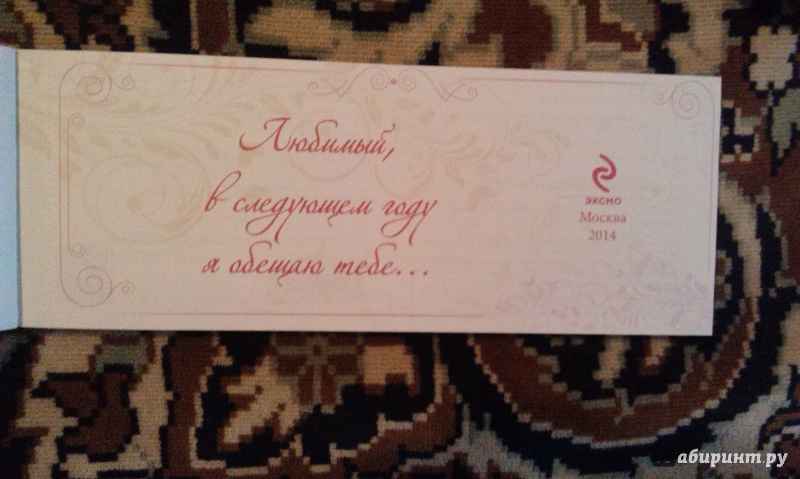 Любимый,
в следующем году
я обещаю тебе...
ЭКСМО
Москва
2014
абиринт.ру